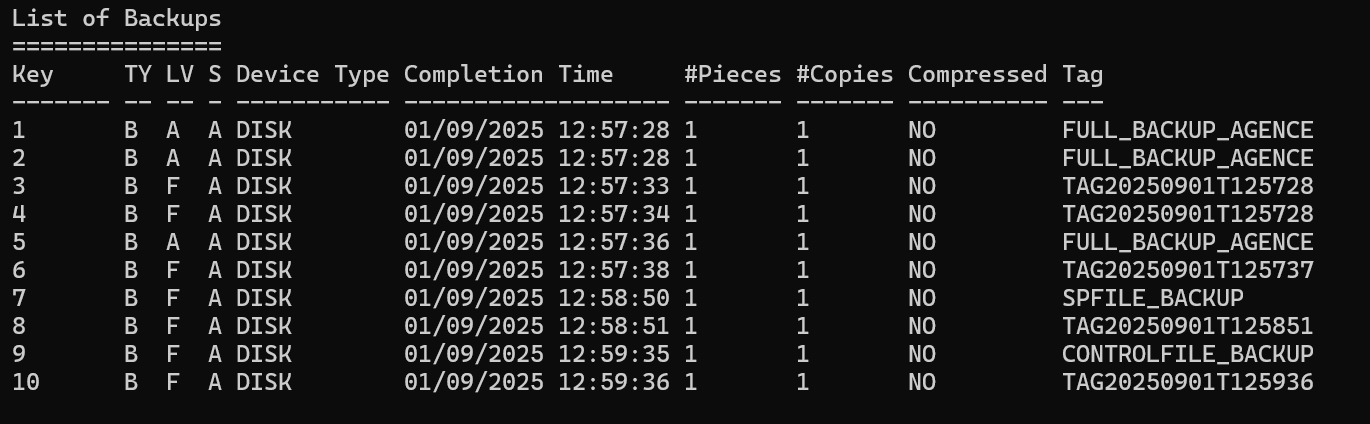 List of Backups
===============
Key     TY LV S Device Type Completion Time     #Pieces #Copies Compressed Tag
------- -- -- - ----------- ------------------- ------- ------- ---------- ---
1       B  A  A DISK        01/09/2025 12:57:28 1       1       NO         FULL_BACKUP_AGENCE
2       B  A  A DISK        01/09/2025 12:57:28 1       1       NO         FULL_BACKUP_AGENCE
3       B  F  A DISK        01/09/2025 12:57:33 1       1       NO         TAG20250901T125728
4       B  F  A DISK        01/09/2025 12:57:34 1       1       NO         TAG20250901T125728
5       B  A  A DISK        01/09/2025 12:57:36 1       1       NO         FULL_BACKUP_AGENCE
6       B  F  A DISK        01/09/2025 12:57:38 1       1       NO         TAG20250901T125737
7       B  F  A DISK        01/09/2025 12:58:50 1       1       NO         SPFILE_BACKUP
8       B  F  A DISK        01/09/2025 12:58:51 1       1       NO         TAG20250901T125851
9       B  F  A DISK        01/09/2025 12:59:35 1       1       NO         CONTROLFILE_BACKUP
10      B  F  A DISK        01/09/2025 12:59:36 1       1       NO         TAG20250901T125936